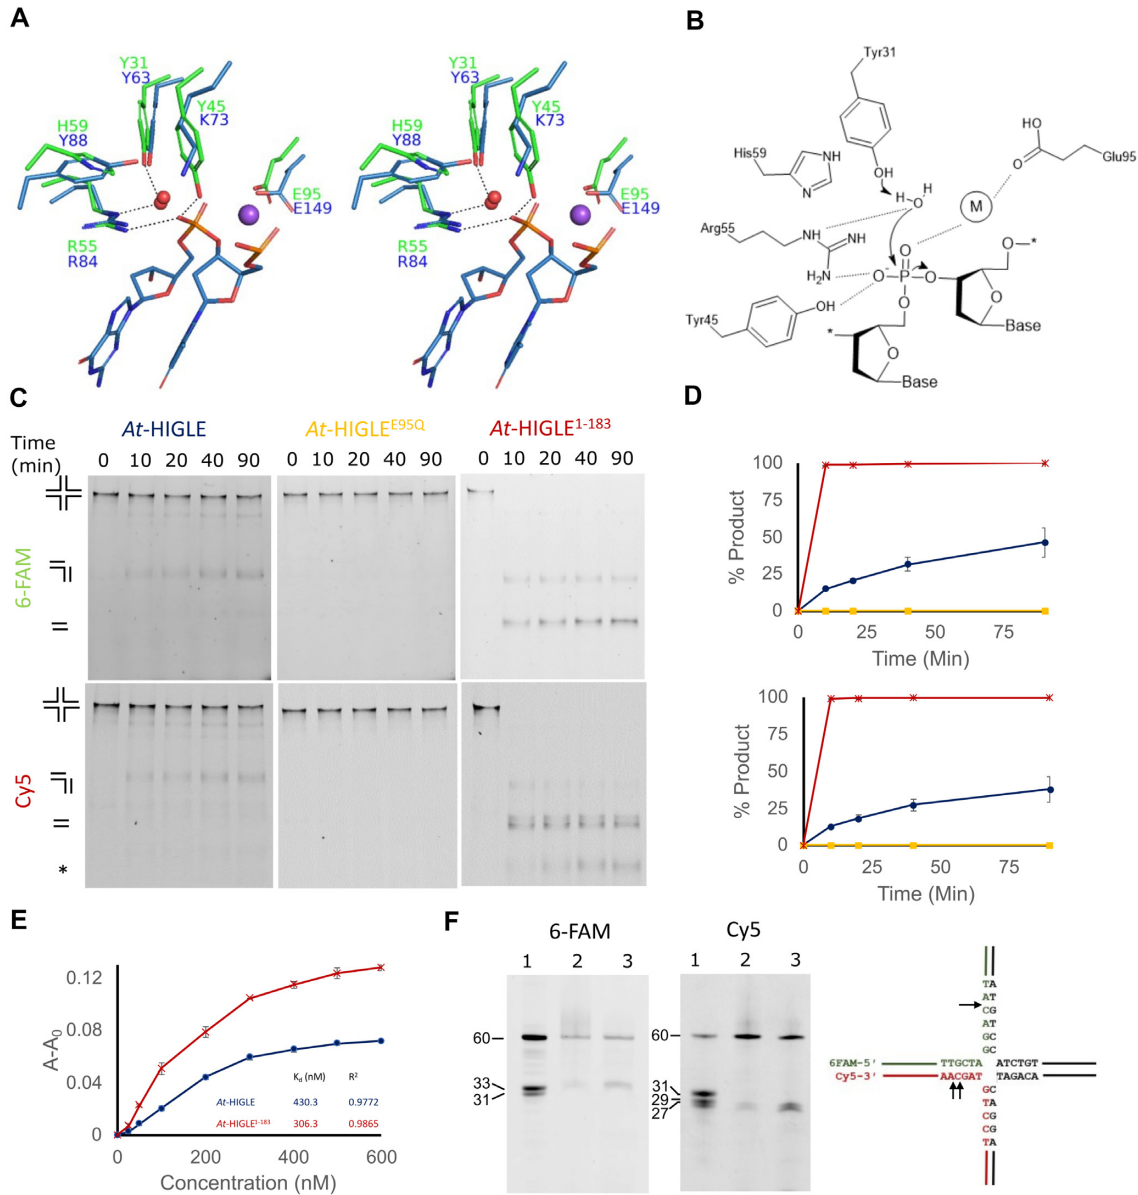 A
Y31
Y63
Y45
K73
H59
Y88
E95
E149
R55
R84
Y31
Y63
Y45
K73
H59
Y88
E95
E149
R55
R84
B
Tyr31
HO
O
Glu95
His59
NH
N
OH
H
H
O
M
Arg55
NH
NH
H2N
O
O-
P
O
O
O
*
O
Base
Tyr45
OH
*
O
Base
C
At-HIGLE
At-HIGLE^E95Q
At-HIGLE^1-183
Time
(min)
0 10 20 40 90
0 10 20 40 90
0 10 20 40 90
6-FAM
Cy5
*
D
% Product
100
75
50
25
0
0 25 50 75
Time (Min)
% Product
100
75
50
25
0
0 25 50 75
Time (Min)
E
A-A0
0.12
0.08
0.04
0
Kd (nM) R2
At-HIGLE 430.3 0.9772
At-HIGLE1-183 306.3 0.9865
0 200 400 600
Concentration (nM)
F
6-FAM
1 2 3
60
33
31
Cy5
1 2 3
60
31
29
27
TA
AT
CG
AT
TA
GC
GC
6FAM-5' TTGCTA ATCTGT
Cy5-3' AACGAT TAGACA
GC
TA
CG
CG
TA